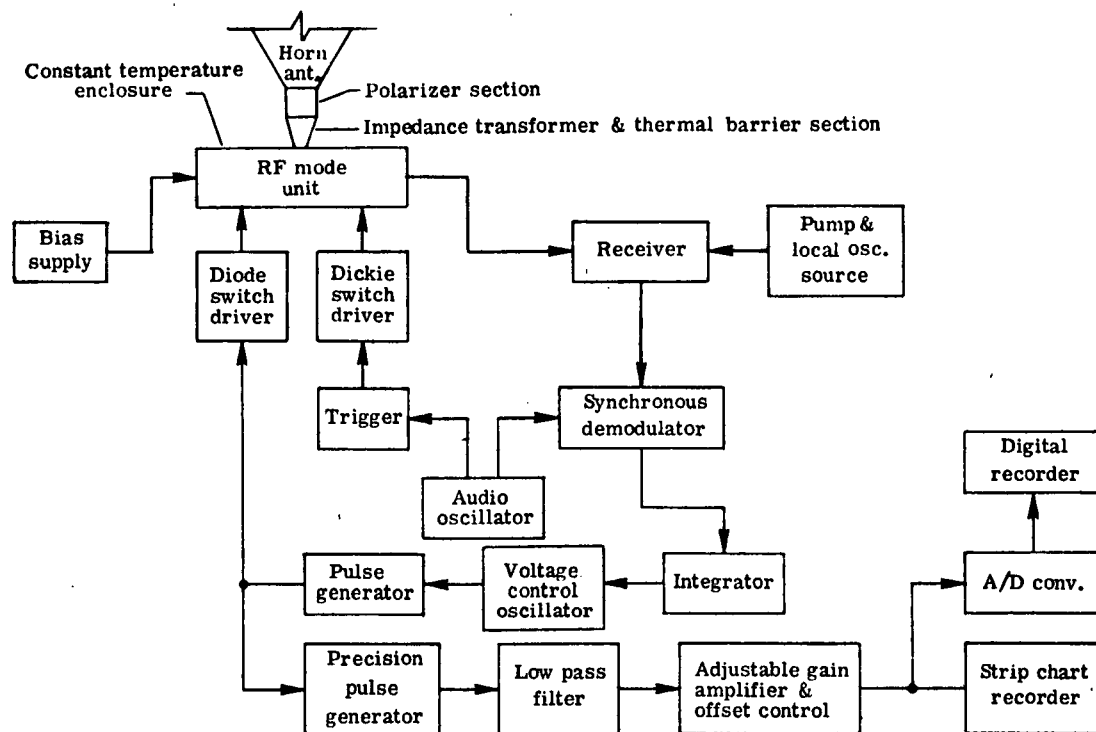 Horn
ant.
Constant temperature
enclosure
Polarizer section
Impedance transformer & thermal barrier section
RF mode
unit
Bias
supply
Diode
switch
driver
Dickie
switch
driver
Receiver
Pump &
local osc.
source
Trigger
Synchronous
demodulator
Audio
oscillator
Digital
recorder
Pulse
generator
Voltage
control
oscillator
Integrator
A/D conv.
Precision
pulse
generator
Low pass
filter
Adjustable gain
amplifier &
offset control
Strip chart
recorder